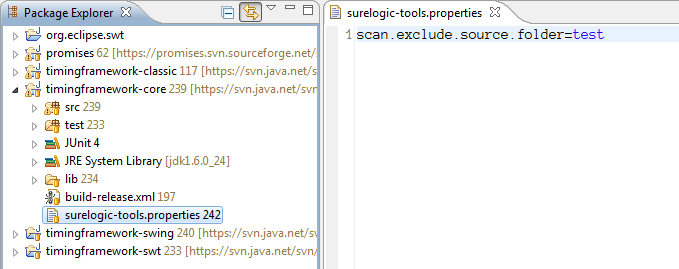 Package Explorer
org.eclipse.swt
promises 62 [https://promises.svn.sourceforge.net/sv
timingframework-classic 117 [https://svn.java.net/sv
timingframework-core 239 [https://svn.java.net/svn/
src 239
test 233
JUnit 4
JRE System Library [jdk1.6.0_24]
lib 234
build-release.xml 197
surelogic-tools.properties 242
timingframework-swing 240 [https://svn.java.net/sv
timingframework-swt 233 [https://svn.java.net/svn/
surelogic-tools.properties
1 scan.exclude.source.folder=test